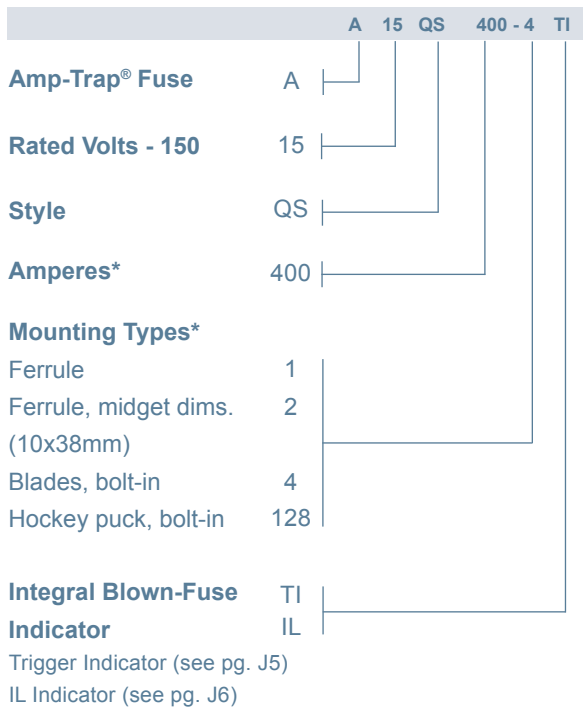 A 15 QS 400 - 4 TI
Amp-Trap® Fuse A
Rated Volts - 150 15
Style QS
Amperes* 400
Mounting Types*
Ferrule 1
Ferrule, midget dims. 2
(10x38mm)
Blades, bolt-in 4
Hockey puck, bolt-in 128
Integral Blown-Fuse TI
Indicator IL
Trigger Indicator (see pg. J5)
IL Indicator (see pg. J6)